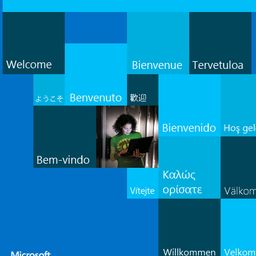 Welcome
Bienvenue
Tervetuloa
ようこそ
Benvenuto
歡迎
Bienvenido
Hoş gel
Bem-vindo
Vítejte
Καλώς
ορίσατε
Välkom
Willkommen
Velkom
Microsoft